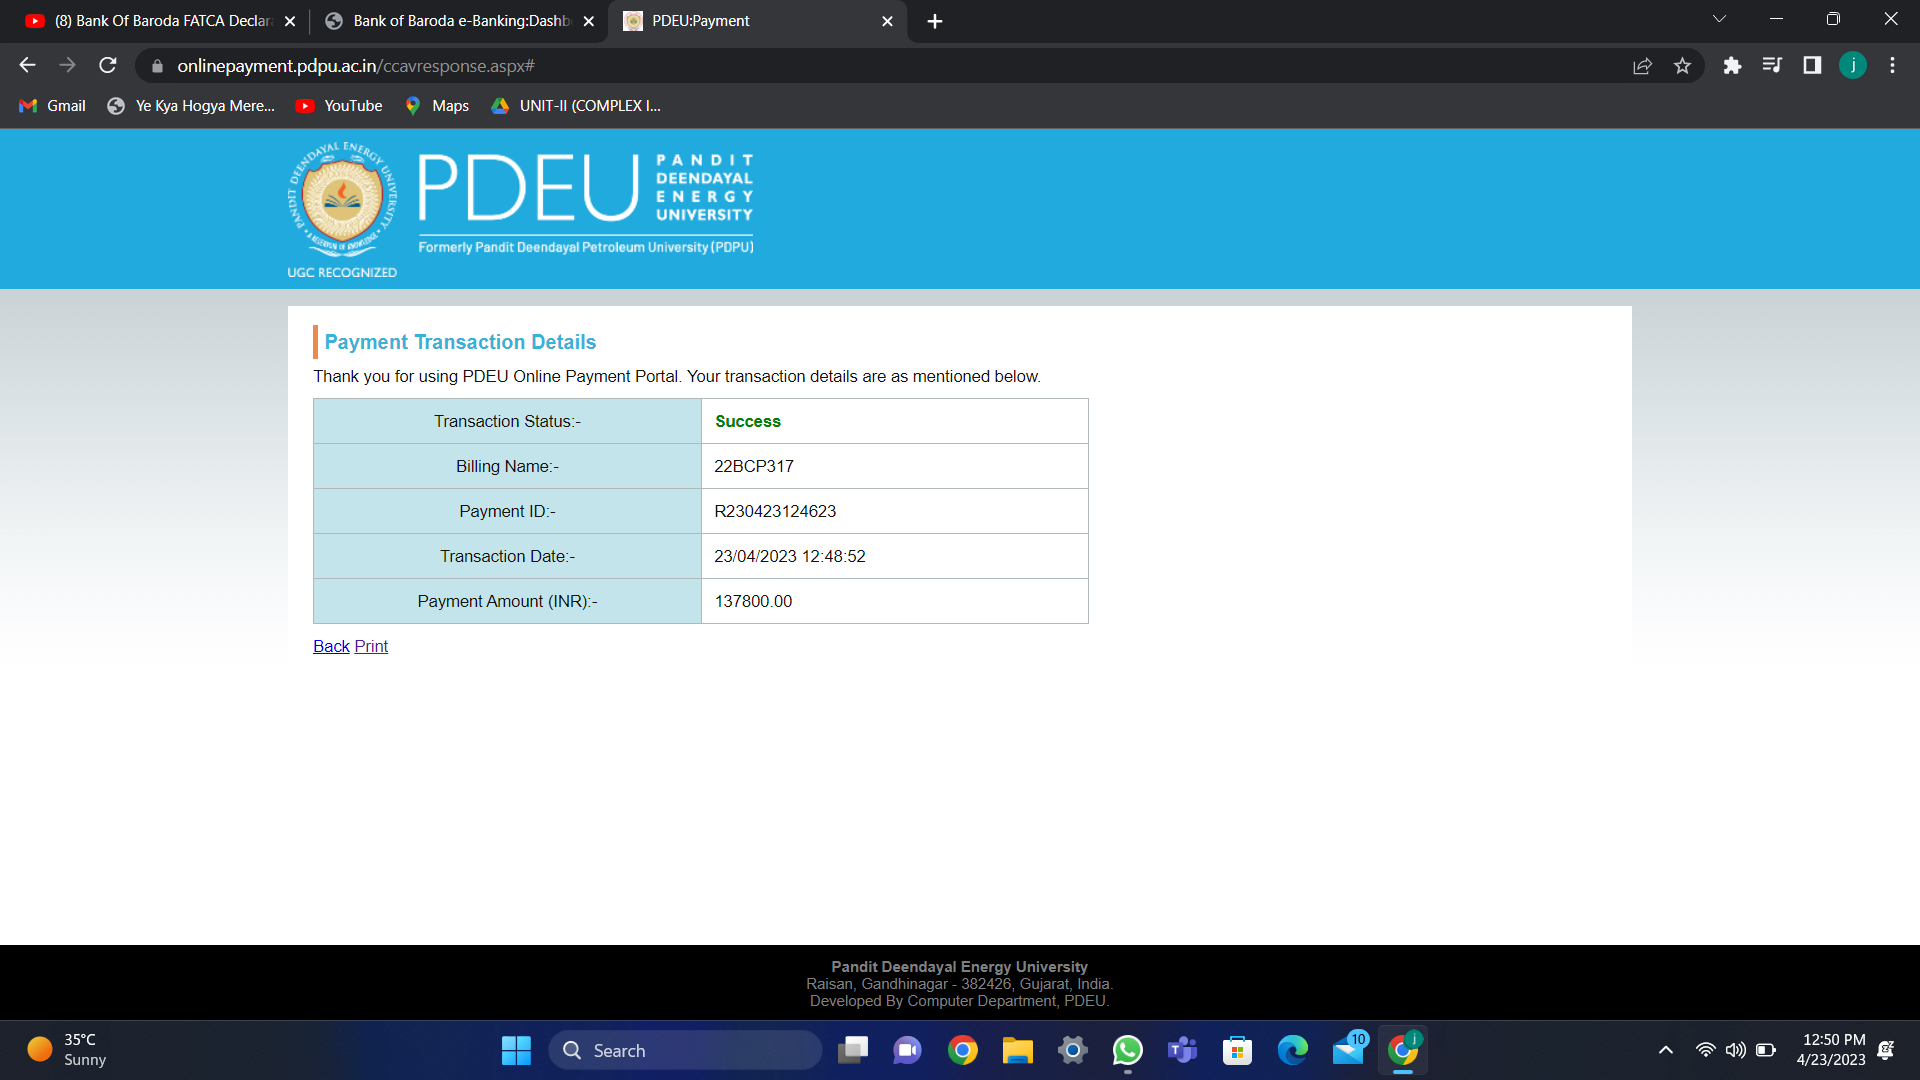 (8) Bank Of Baroda FATCA Declar
Bank of Baroda e-Banking:Dashb
PDEU:Payment
onlinepayment.pdpu.ac.in/ccavresponse.aspx#
j
Gmail
Ye Kya Hogya Mere...
YouTube
Maps
UNIT-II (COMPLEX I...
PANDIT DEENDAYAL ENERGY UNIVERSITY
UGC RECOGNIZED
PDEU
PANDIT
DEENDAYAL
ENERGY
UNIVERSITY
Formerly Pandit Deendayal Petroleum University (PDPU)
Payment Transaction Details
Thank you for using PDEU Online Payment Portal. Your transaction details are as mentioned below.
Transaction Status:- Success
Billing Name:- 22BCP317
Payment ID:- R230423124623
Transaction Date:- 23/04/2023 12:48:52
Payment Amount (INR):- 137800.00
Back Print
Pandit Deendayal Energy University
Raisan, Gandhinagar - 382426, Gujarat, India.
Developed By Computer Department, PDEU.
35°C
Sunny
Search
10
j
12:50 PM
4/23/2023